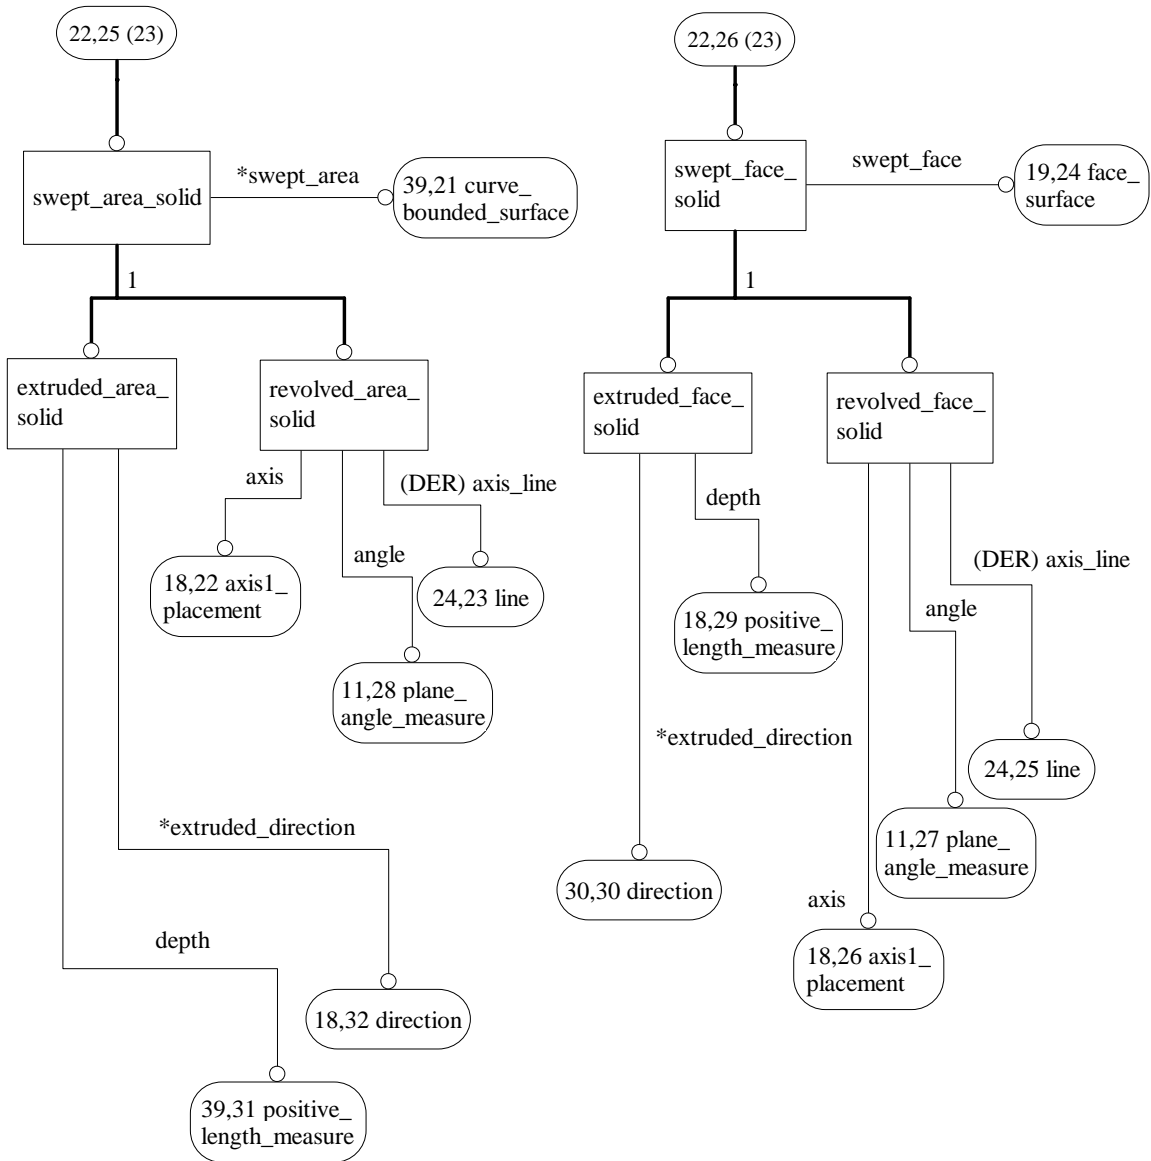 22,25 (23)
swept_area_solid
*swept_area
39,21 curve_
bounded_surface
1
extruded_area_
solid
revolved_area_
solid
axis
(DER) axis_line
angle
18,22 axis1_
placement
24,23 line
11,28 plane_
angle_measure
*extruded_direction
depth
18,32 direction
39,31 positive_
length_measure
22,26 (23)
swept_face_
solid
swept_face
19,24 face_
surface
1
extruded_face_
solid
revolved_face_
solid
depth
(DER) axis_line
angle
18,29 positive_
length_measure
*extruded_direction
24,25 line
11,27 plane_
angle_measure
30,30 direction
axis
18,26 axis1_
placement